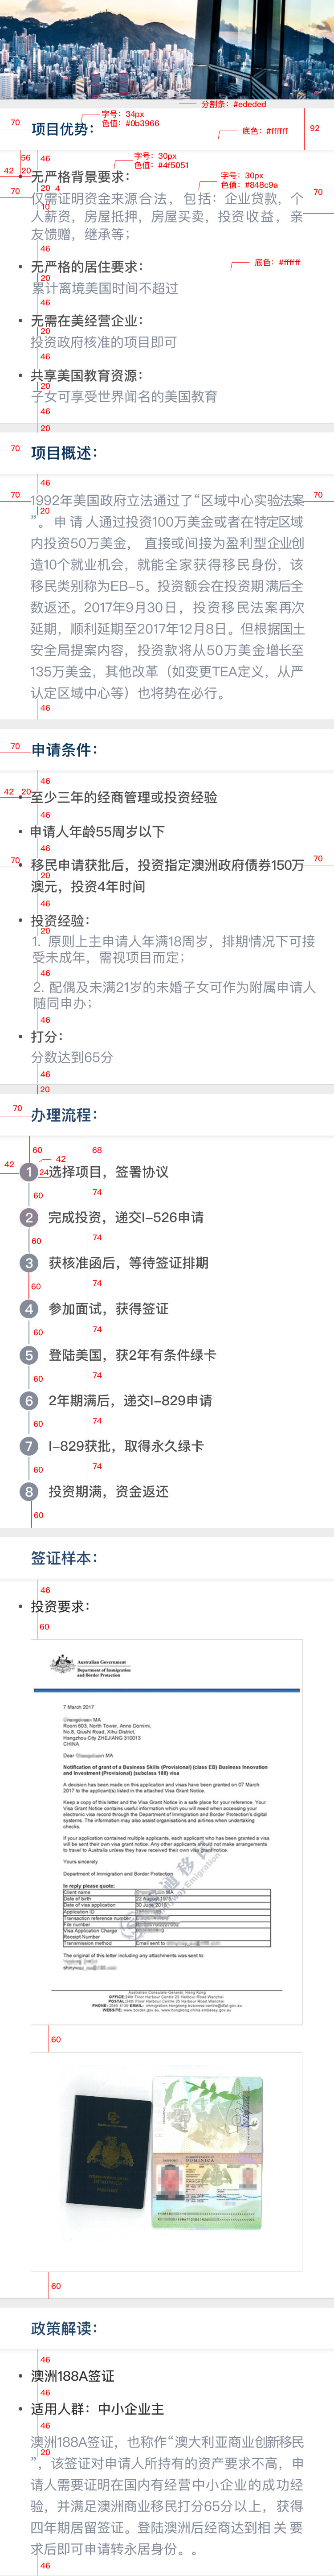 分割条：#ededed
字号：34px
色值：#0b3966
70
项目优势：
底色：#ffffff
92
字号：30px
色值：#4f5051
56
46
42
20
无严格背景要求：
字号：30px
色值：#848c9a
70
20
4
70
仅需证明资金来源合法，包括：企业贷款，个
10
人薪资，房屋抵押，房屋买卖，投资收益，亲
友馈赠，继承等；
46
无严格的居住要求：
底色：#ffffff
20
累计离境美国时间不超过
46
无需在美经营企业：
20
投资政府核准的项目即可
46
共享美国教育资源：
20
子女可享受世界闻名的美国教育
46
20
70
项目概述：
46
70
70
1992年美国政府立法通过了“区域中心实验法案
20
”。申请人通过投资100万美金或者在特定区域
内投资50万美金， 直接或间接为盈利型企业创
造10个就业机会，就能全家获得移民身份，该
移民类别称为EB-5。投资额会在投资期满后全
数返还。2017年9月30日，投资移民法案再次
延期，顺利延期至2017年12月8日。但根据国土
安全局提案内容，投资款将从50万美金增长至
135万美金，其他改革（如变更TEA定义，从严
认定区域中心等）也将势在必行。
46
70
申请条件：
46
42
20
至少三年的经商管理或投资经验
46
申请人年龄55周岁以下
46
70
70
移民申请获批后，投资指定澳洲政府债券150万
20
澳元，投资4年时间
46
投资经验：
20
1. 原则上主申请人年满18周岁，排期情况下可接
受未成年，需视项目而定；
46
2. 配偶及未满21岁的未婚子女可作为附属申请人
随同申办；
46
打分：
20
分数达到65分
46
20
70
办理流程：
60
68
42
42
1
24
选择项目，签署协议
60
74
2
完成投资，递交I-526申请
60
74
3
获核准函后，等待签证排期
60
74
4
参加面试，获得签证
60
74
5
登陆美国，获2年有条件绿卡
60
74
6
2年期满后，递交I-829申请
60
74
7
I-829获批，取得永久绿卡
60
74
8
投资期满，资金返还
60
签证样本：
46
投资要求：
60
Australian Government
Department of Immigration
and Border Protection
7 March 2017
MA
Room 603, North Tower, Anno Domini,
No.8, Qiushi Road, Xihu District,
Hangzhou City ZHEJIANG 310013
CHINA
Dear MA
Notification of grant of a Business Skills (Provisional) (class EB) Business Innovation
and Investment (Provisional) (subclass 188) visa
A decision has been made on this application and visas have been granted on 07 March
2017 to the applicant(s) listed in the attached Visa Grant Notice.
Keep a copy of this letter and the Visa Grant Notice in a safe place for your reference. Your
Visa Grant Notice contains useful information which you will need when accessing your
electronic visa record through the Department of Immigration and Border Protection's digital
systems. The information may also assist organisations and airlines when undertaking
checks.
If your application contained multiple applicants, each applicant who has been granted a visa
will be sent their own Visa Grant Notice. Any other applicants should not make arrangements
to travel to Australia unless they have received their own visa grant notice.
Yours sincerely
Department of Immigration and Border Protection
In reply please quote:
Client name MA
Date of birth 22 August 1975
Date of visa application 30 June 2016
Application ID
Transaction reference number
File number
Visa Application Charge
Receipt Number
Transmission method Email sent to
The original of this letter including any attachments was sent to:
Australian Consulate-General, Hong Kong
60
60
政策解读：
46
澳洲188A签证
46
适用人群：中小企业主
46
澳洲188A签证，也称作“澳大利亚商业创新移民
20
”，该签证对申请人所持有的资产要求不高，申
请人需要证明在国内有经营中小企业的成功经
验，并满足澳洲商业移民打分65分以上，获得
四年期居留签证。登陆澳洲后经商达到相关要
求后即可申请转永居身份。。
46